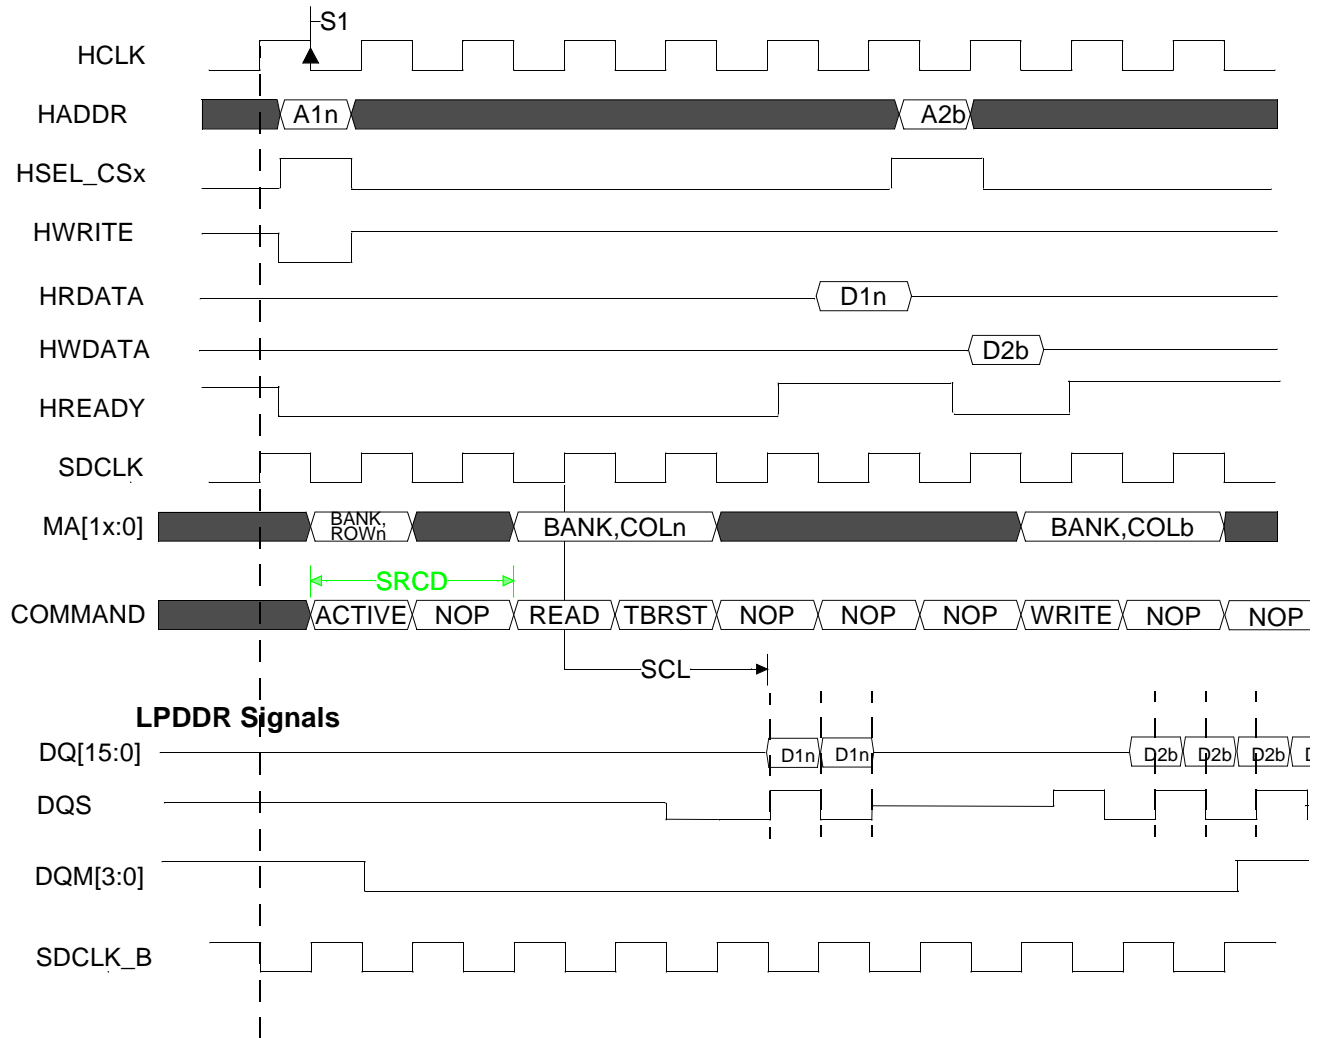 S1
HCLK
HADDR A1n A2b
HSEL_CSx
HWRITE
HRDATA D1n
HWDATA D2b
HREADY
SDCLK
MA[1x:0] BANK, ROWn BANK,COLn BANK,COLb
SRCD
COMMAND ACTIVE NOP READ TBRST NOP NOP NOP WRITE NOP NOP
SCL
LPDDR Signals
DQ[15:0] D1n D1n D2b D2b D2b
DQS
DQM[3:0]
SDCLK_B